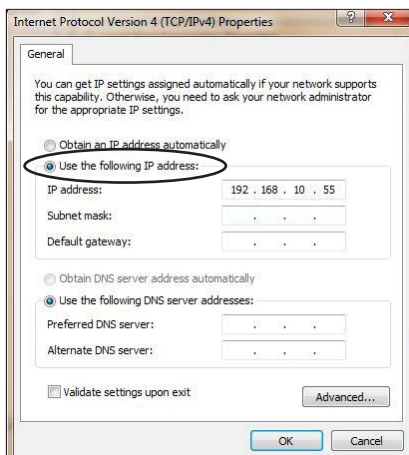 Internet Protocol Version 4 (TCP/IPv4) Properties
General
You can get IP settings assigned automatically if your network supports
this capability. Otherwise, you need to ask your network administrator
for the appropriate IP settings.
Obtain an IP address automatically
Use the following IP address:
IP address: 192 . 168 . 10 . 55
Subnet mask: . . .
Default gateway: . . .
Obtain DNS server address automatically
Use the following DNS server addresses:
Preferred DNS server: . . .
Alternate DNS server: . . .
Validate settings upon exit
Advanced...
OK Cancel